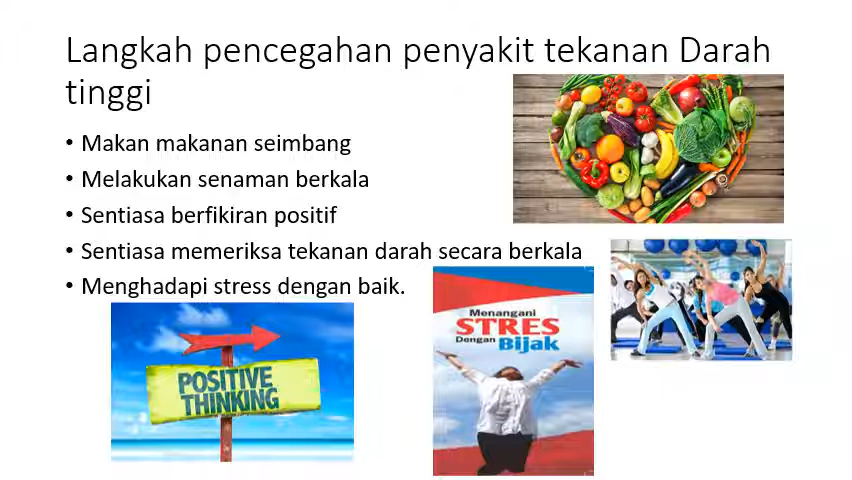 Langkah pencegahan penyakit tekanan Darah
tinggi
• Makan makanan seimbang
• Melakukan senaman berkala
• Sentiasa berfikiran positif
• Sentiasa memeriksa tekanan darah secara berkala
• Menghadapi stress dengan baik.
Menangani
STRES
Dengan Bijak
POSITIVE
THINKING